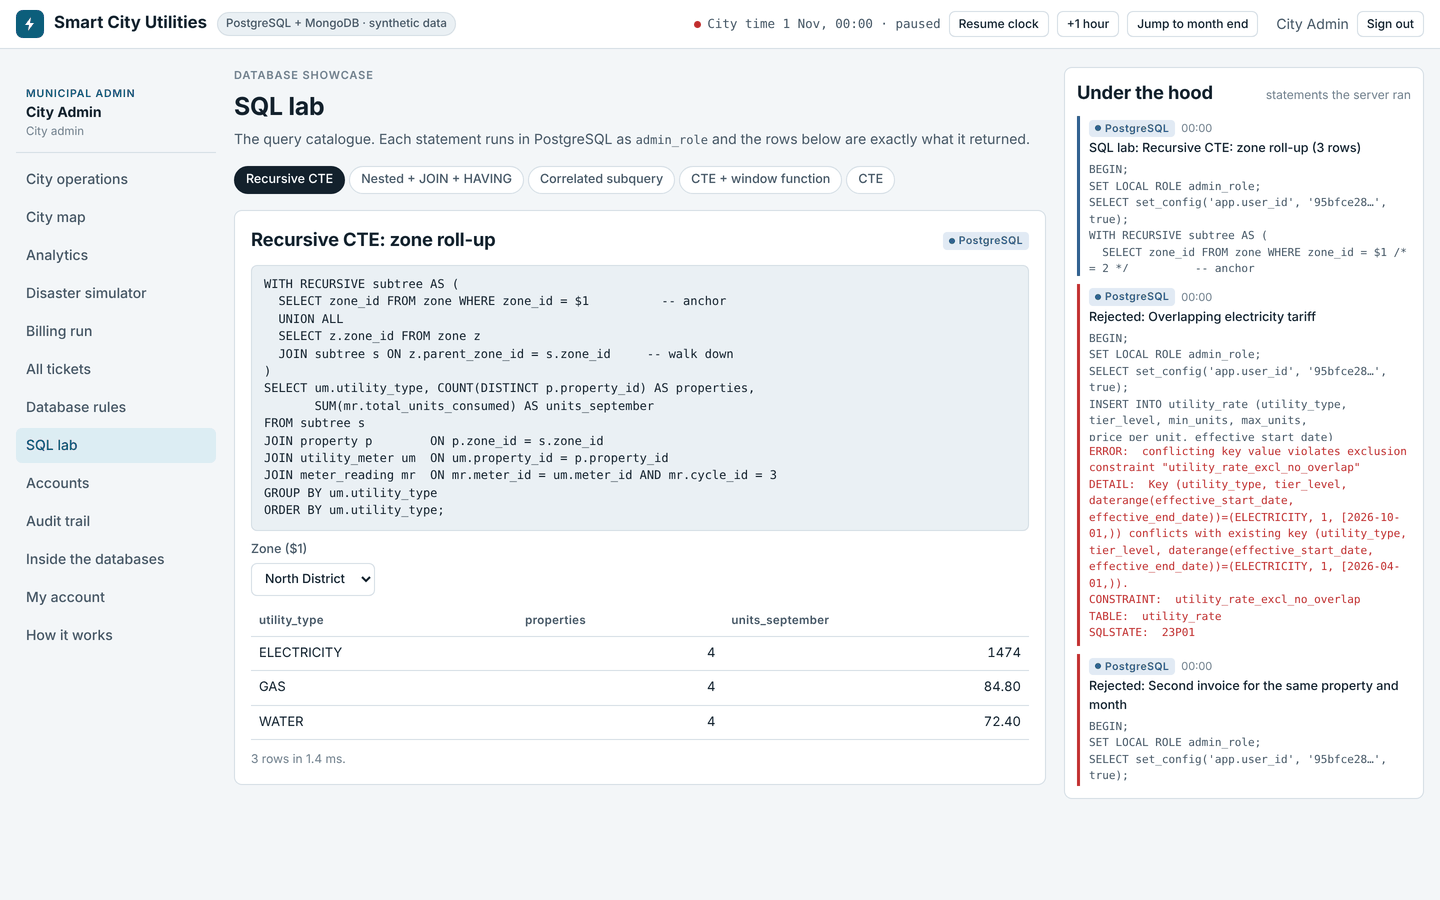 Smart City Utilities
PostgreSQL + MongoDB · synthetic data
City time 1 Nov, 00:00 · paused
Resume clock
+1 hour
Jump to month end
City Admin
Sign out
MUNICIPAL ADMIN
City Admin
City admin
City operations
City map
Analytics
Disaster simulator
Billing run
All tickets
Database rules
SQL lab
Accounts
Audit trail
Inside the databases
My account
How it works
DATABASE SHOWCASE
SQL lab
The query catalogue. Each statement runs in PostgreSQL as admin_role and the rows below are exactly what it returned.
Recursive CTE
Nested + JOIN + HAVING
Correlated subquery
CTE + window function
CTE
Recursive CTE: zone roll-up
PostgreSQL
WITH RECURSIVE subtree AS (
  SELECT zone_id FROM zone WHERE zone_id = $1          -- anchor
  UNION ALL
  SELECT z.zone_id FROM zone z
  JOIN subtree s ON z.parent_zone_id = s.zone_id     -- walk down
)
SELECT um.utility_type, COUNT(DISTINCT p.property_id) AS properties,
       SUM(mr.total_units_consumed) AS units_september
FROM subtree s
JOIN property p        ON p.zone_id = s.zone_id
JOIN utility_meter um  ON um.property_id = p.property_id
JOIN meter_reading mr  ON mr.meter_id = um.meter_id AND mr.cycle_id = 3
GROUP BY um.utility_type
ORDER BY um.utility_type;
Zone ($1)
North District
utility_type properties units_september
ELECTRICITY 4 1474
GAS 4 84.80
WATER 4 72.40
3 rows in 1.4 ms.
Under the hood
statements the server ran
PostgreSQL 00:00
SQL lab: Recursive CTE: zone roll-up (3 rows)
BEGIN;
SET LOCAL ROLE admin_role;
SELECT set_config('app.user_id', '95bfce28…',
true);
WITH RECURSIVE subtree AS (
  SELECT zone_id FROM zone WHERE zone_id = $1 /*
= 2 */          -- anchor
PostgreSQL 00:00
Rejected: Overlapping electricity tariff
BEGIN;
SET LOCAL ROLE admin_role;
SELECT set_config('app.user_id', '95bfce28…',
true);
INSERT INTO utility_rate (utility_type,
tier_level, min_units, max_units,
price_per_unit, effective_start_date)
ERROR:  conflicting key value violates exclusion
constraint "utility_rate_excl_no_overlap"
DETAIL:  Key (utility_type, tier_level,
daterange(effective_start_date,
effective_end_date))=(ELECTRICITY, 1, [2026-10-
01,)) conflicts with existing key (utility_type,
tier_level, daterange(effective_start_date,
effective_end_date))=(ELECTRICITY, 1, [2026-04-
01,)).
CONSTRAINT:  utility_rate_excl_no_overlap
TABLE:  utility_rate
SQLSTATE:  23P01
PostgreSQL 00:00
Rejected: Second invoice for the same property and
month
BEGIN;
SET LOCAL ROLE admin_role;
SELECT set_config('app.user_id', '95bfce28…',
true);